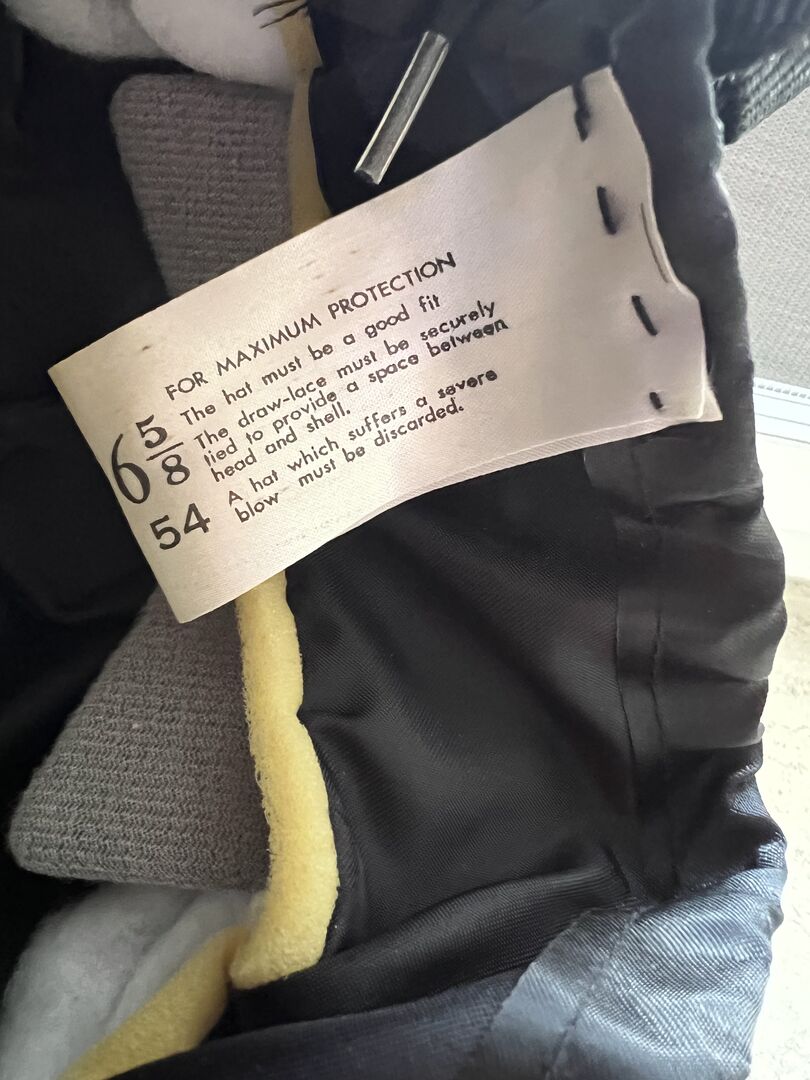 FOR MAXIMUM PROTECTION
The hat must be a good fit
The draw-lace must be securely
tied to provide a space between
head and shell.
A hat which suffers a severe
blow must be discarded.
6 5/8
54